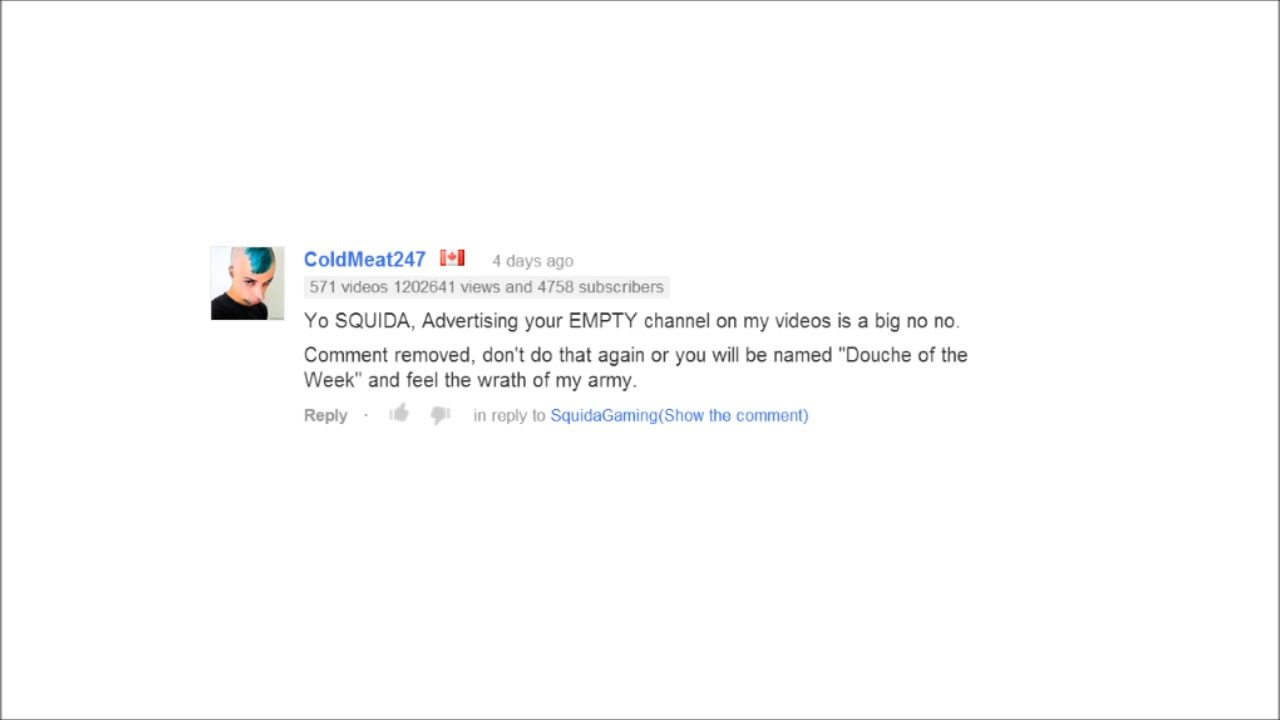 ColdMeat247 4 days ago
571 videos 1202641 views and 4758 subscribers
Yo SQUIDA, Advertising your EMPTY channel on my videos is a big no no.
Comment removed, don't do that again or you will be named "Douche of the
Week" and feel the wrath of my army.
Reply · in reply to SquidaGaming(Show the comment)